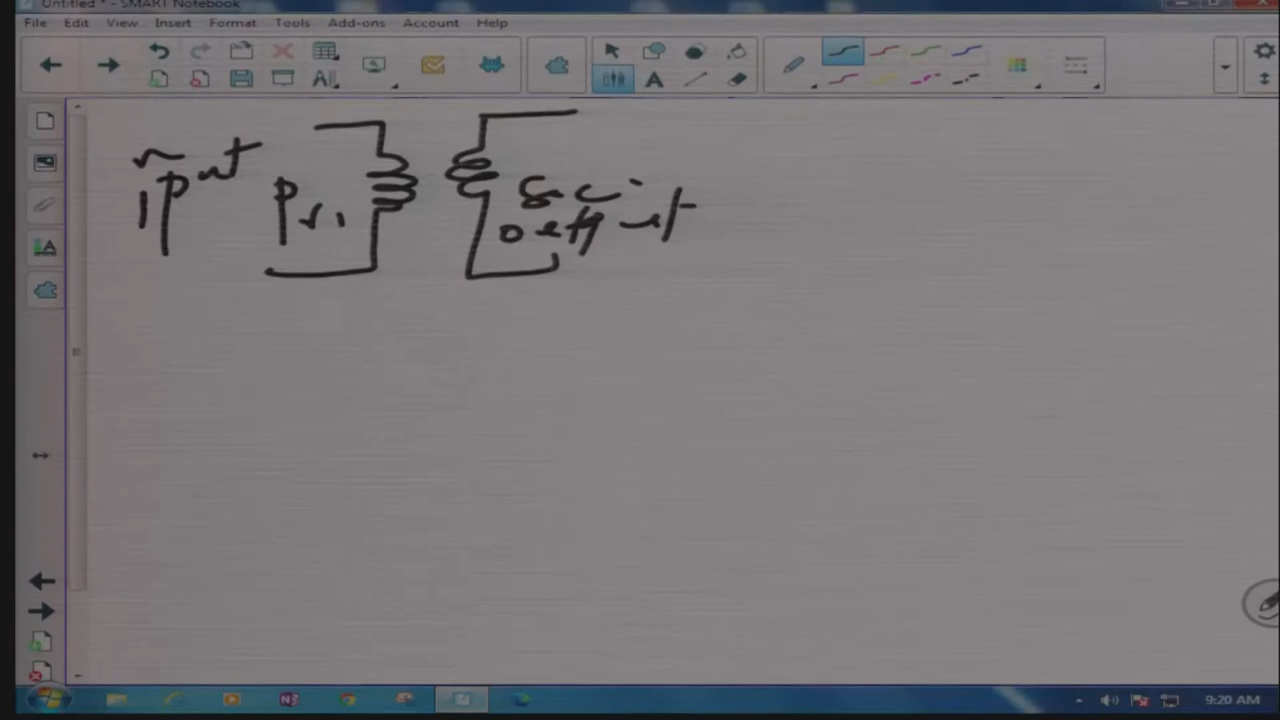 Untitled * - SMART Notebook
File Edit View Insert Format Tools Add-ons Account Help
input
Pri
Sec
output
9:20 AM